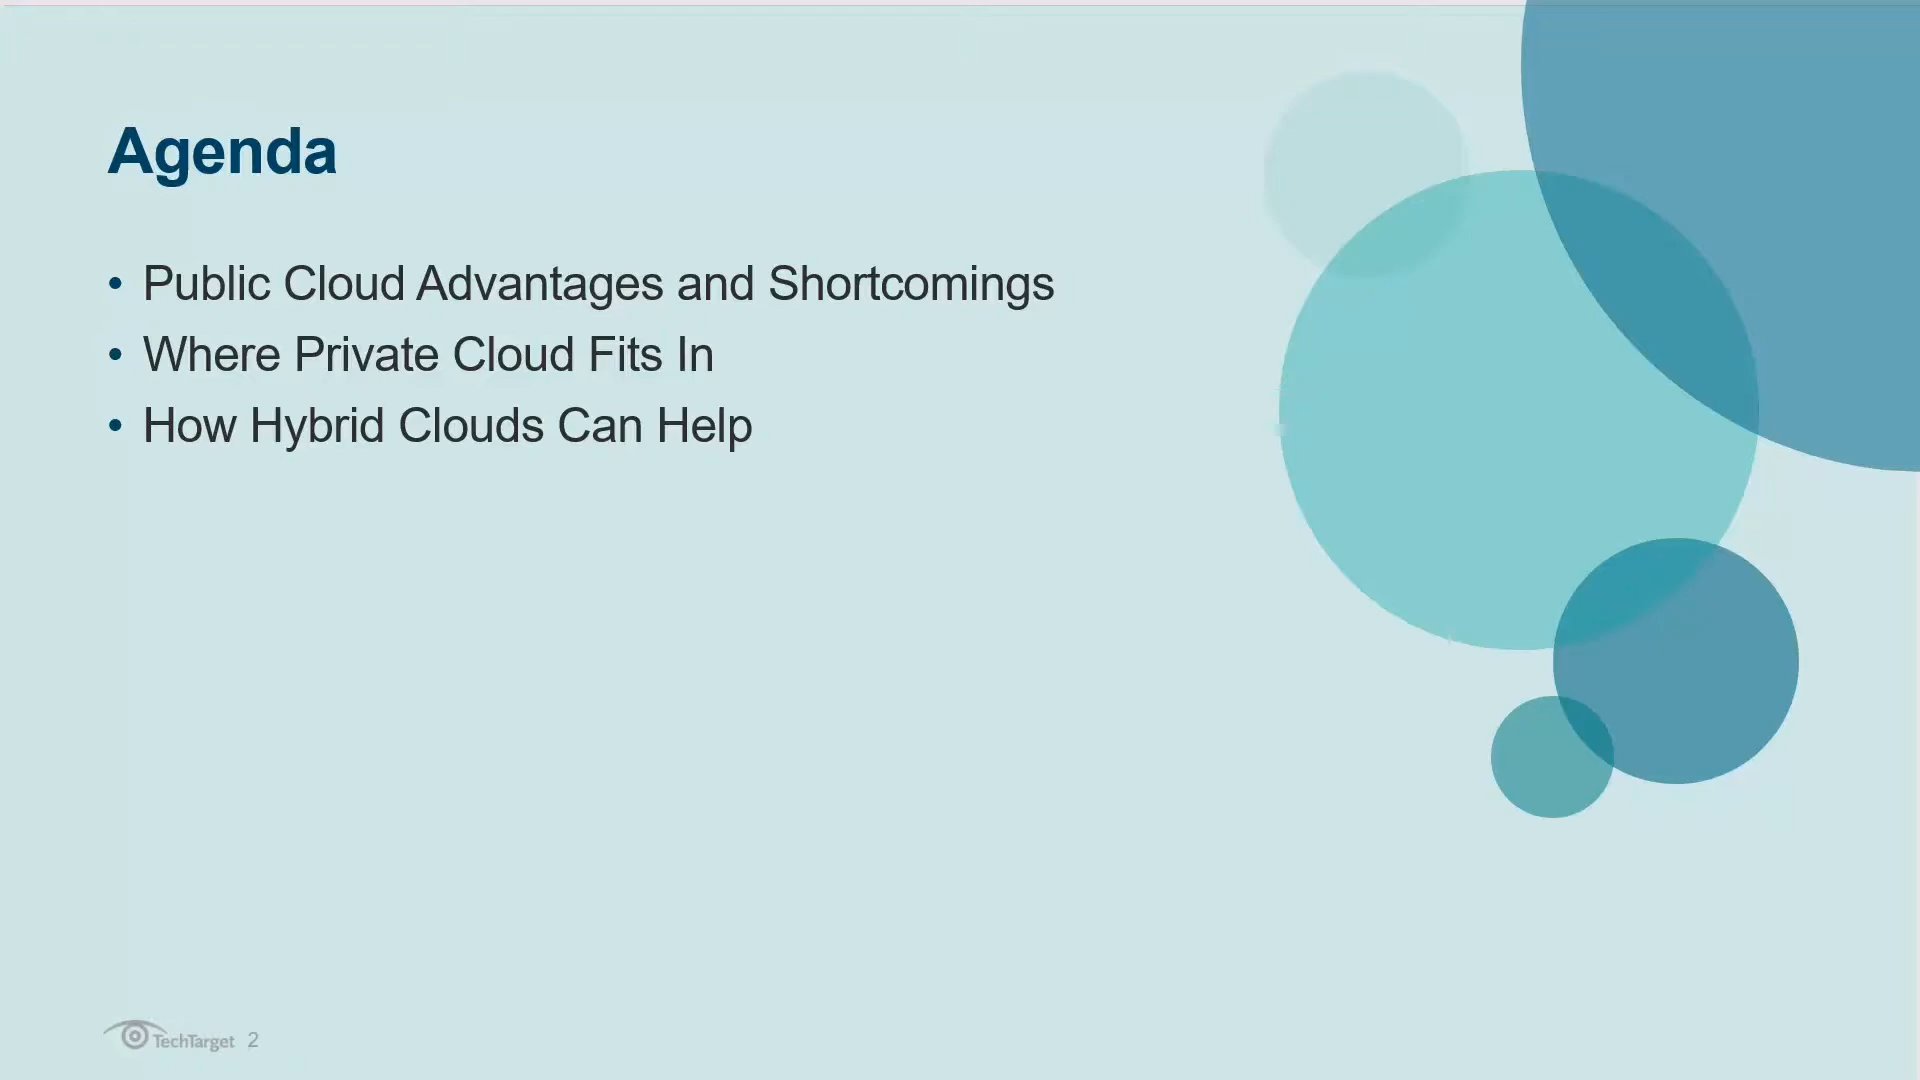 Agenda
• Public Cloud Advantages and Shortcomings
• Where Private Cloud Fits In
• How Hybrid Clouds Can Help
TechTarget 2